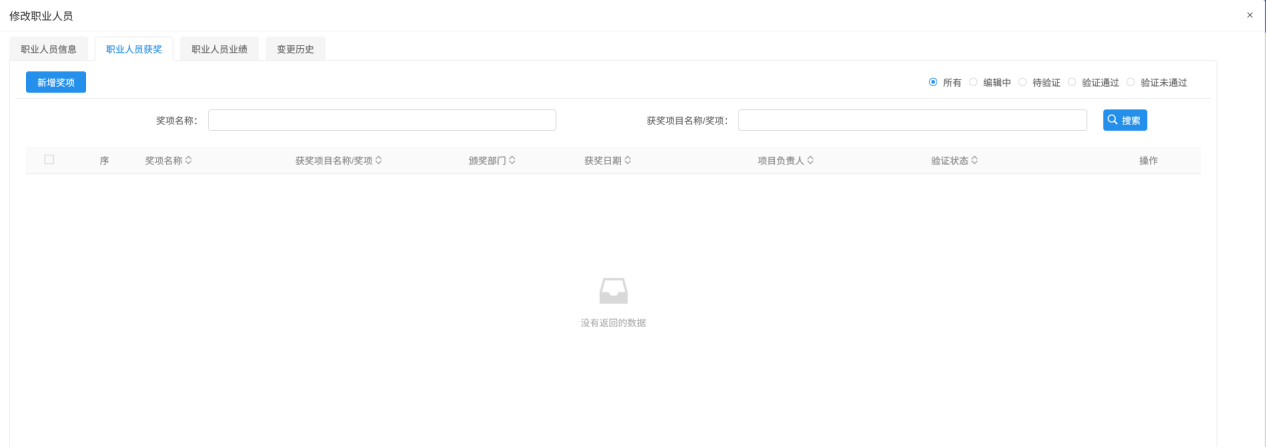 修改职业人员 ×
职业人员信息 职业人员获奖 职业人员业绩 变更历史
新增奖项 所有 编辑中 待验证 验证通过 验证未通过
奖项名称： 获奖项目名称/奖项： 搜索
序 奖项名称 获奖项目名称/奖项 颁奖部门 获奖日期 项目负责人 验证状态 操作
没有返回的数据